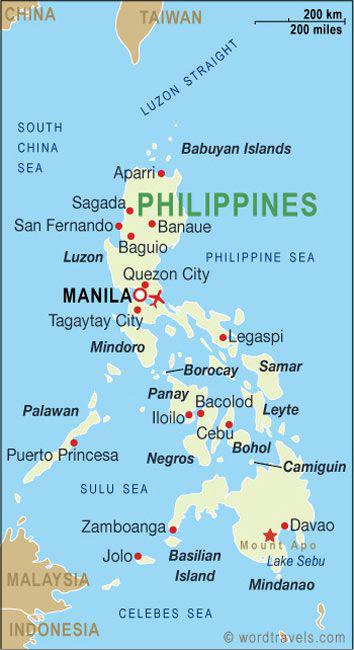 CHINA
TAIWAN
200 km
200 miles
LUZON STRAIGHT
SOUTH
CHINA
SEA
Babuyan Islands
Aparri
Sagada
PHILIPPINES
San Fernando
Banaue
Baguio
Luzon
PHILIPPINE SEA
Quezon City
MANILA
Tagaytay City
Legaspi
Mindoro
Borocay
Samar
Panay
Bacolod
Palawan
Iloilo
Leyte
Cebu
Puerto Princesa
Negros
Bohol
Camiguin
SULU SEA
Zamboanga
Davao
Mount Apo
Jolo
Basilian
Island
Lake Sebu
MALAYSIA
Mindanao
CELEBES SEA
INDONESIA
© wordtravels.com